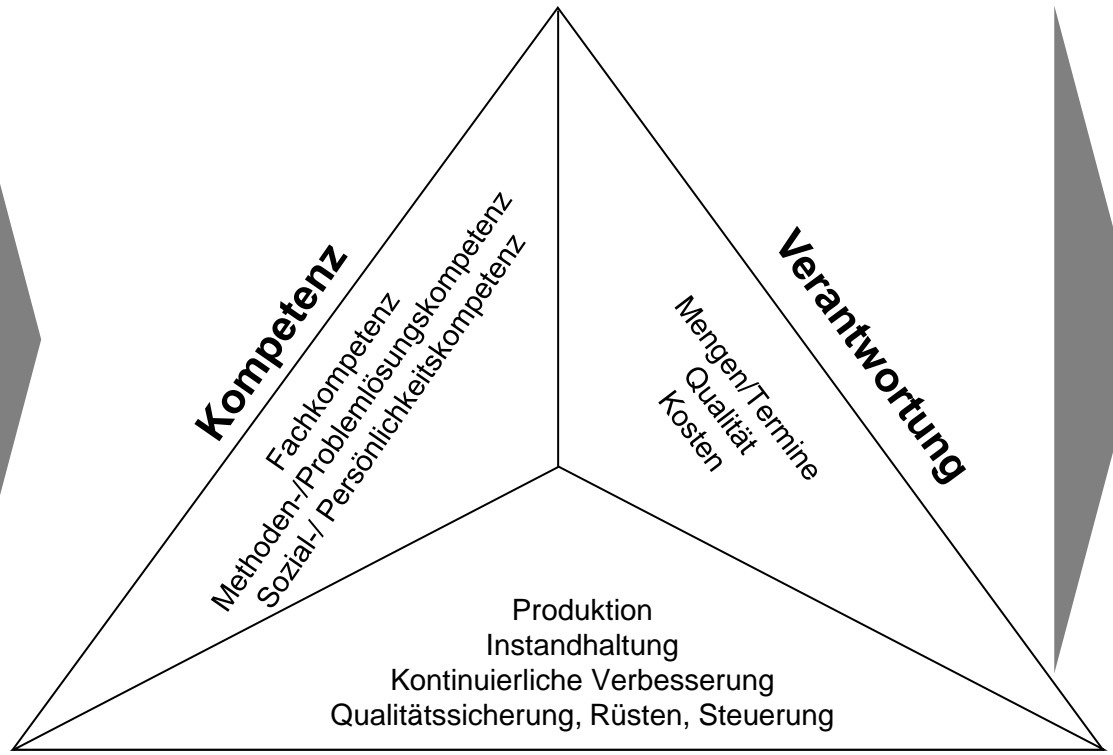 Kompetenz
Fachkompetenz
Methoden-/Problemlösungskompetenz
Sozial-/ Persönlichkeitskompetenz
Verantwortung
Mengen/Termine
Qualität
Kosten
Produktion
Instandhaltung
Kontinuierliche Verbesserung
Qualitätssicherung, Rüsten, Steuerung